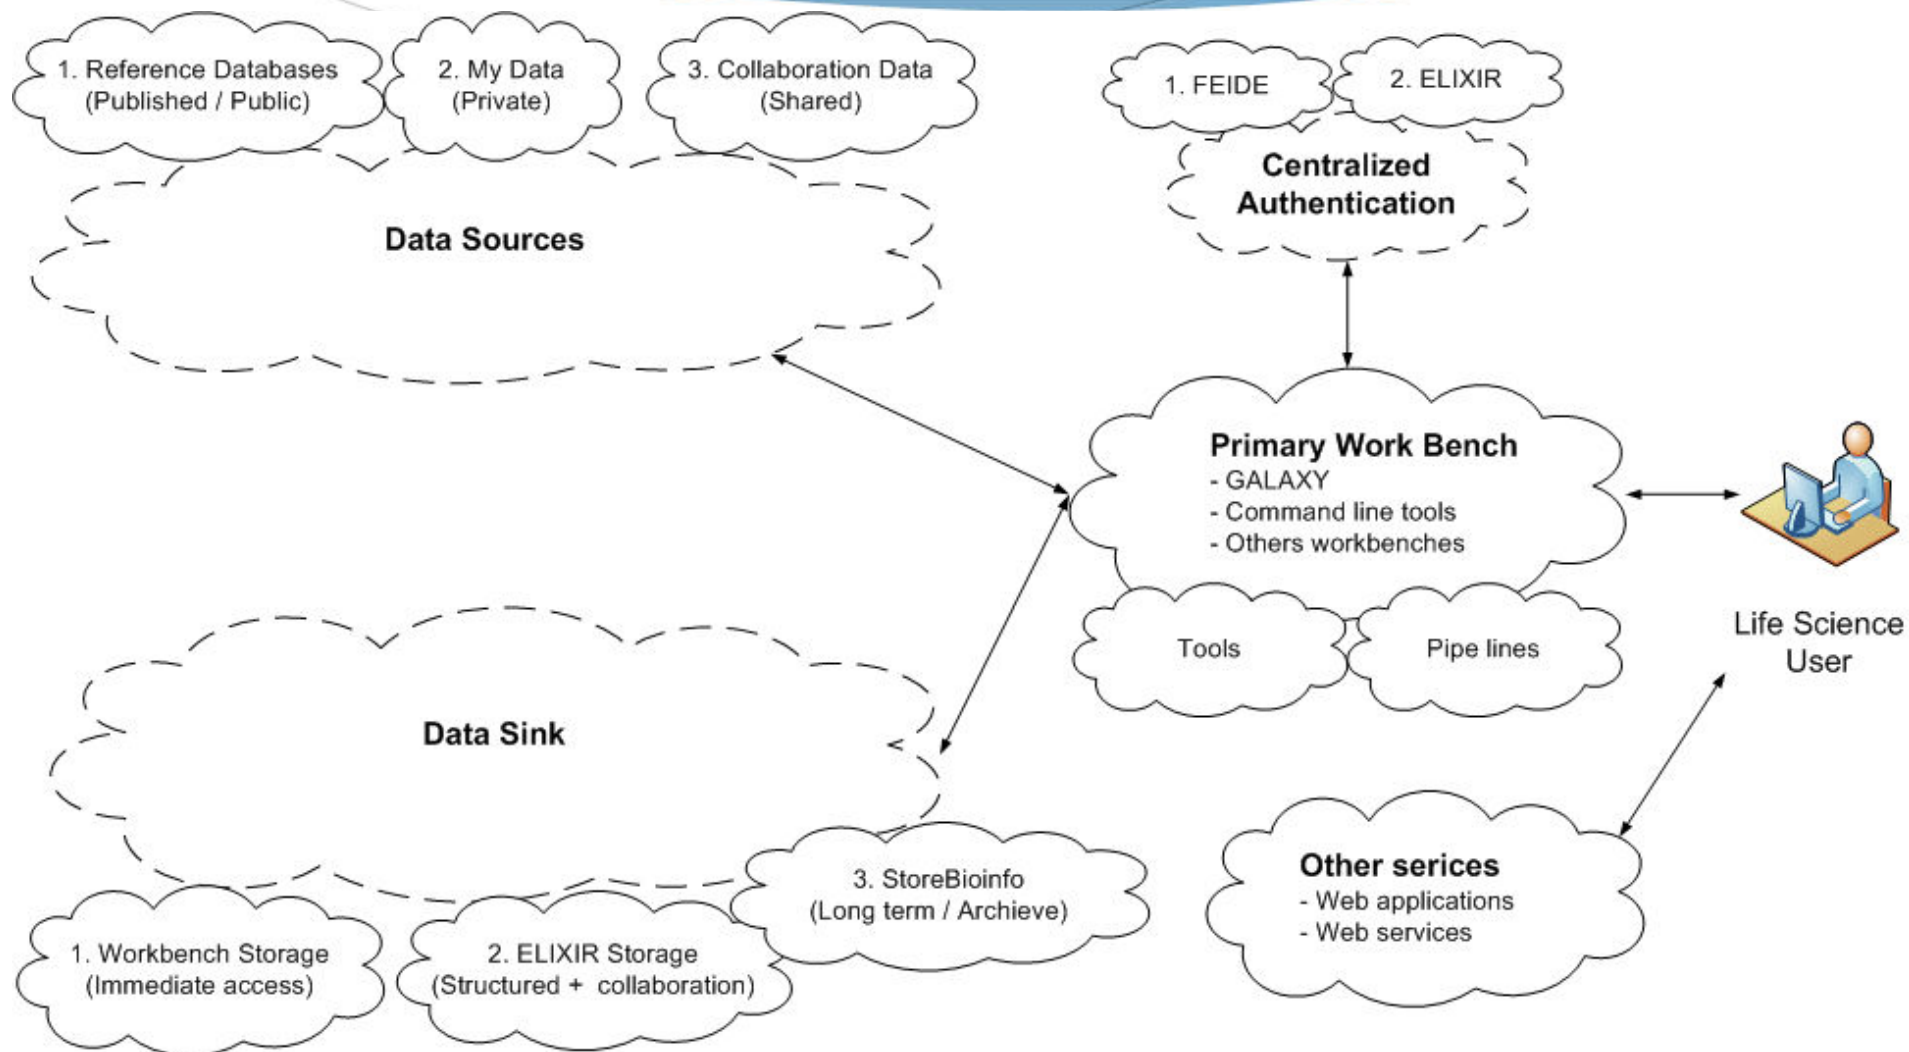 1. Reference Databases
(Published / Public)
2. My Data
(Private)
3. Collaboration Data
(Shared)
1. FEIDE
2. ELIXIR
Centralized
Authentication
Data Sources
Primary Work Bench
- GALAXY
- Command line tools
- Others workbenches
Tools
Pipe lines
Life Science
User
Data Sink
3. StoreBioinfo
(Long term / Archieve)
1. Workbench Storage
(Immediate access)
2. ELIXIR Storage
(Structured + collaboration)
Other serices
- Web applications
- Web services